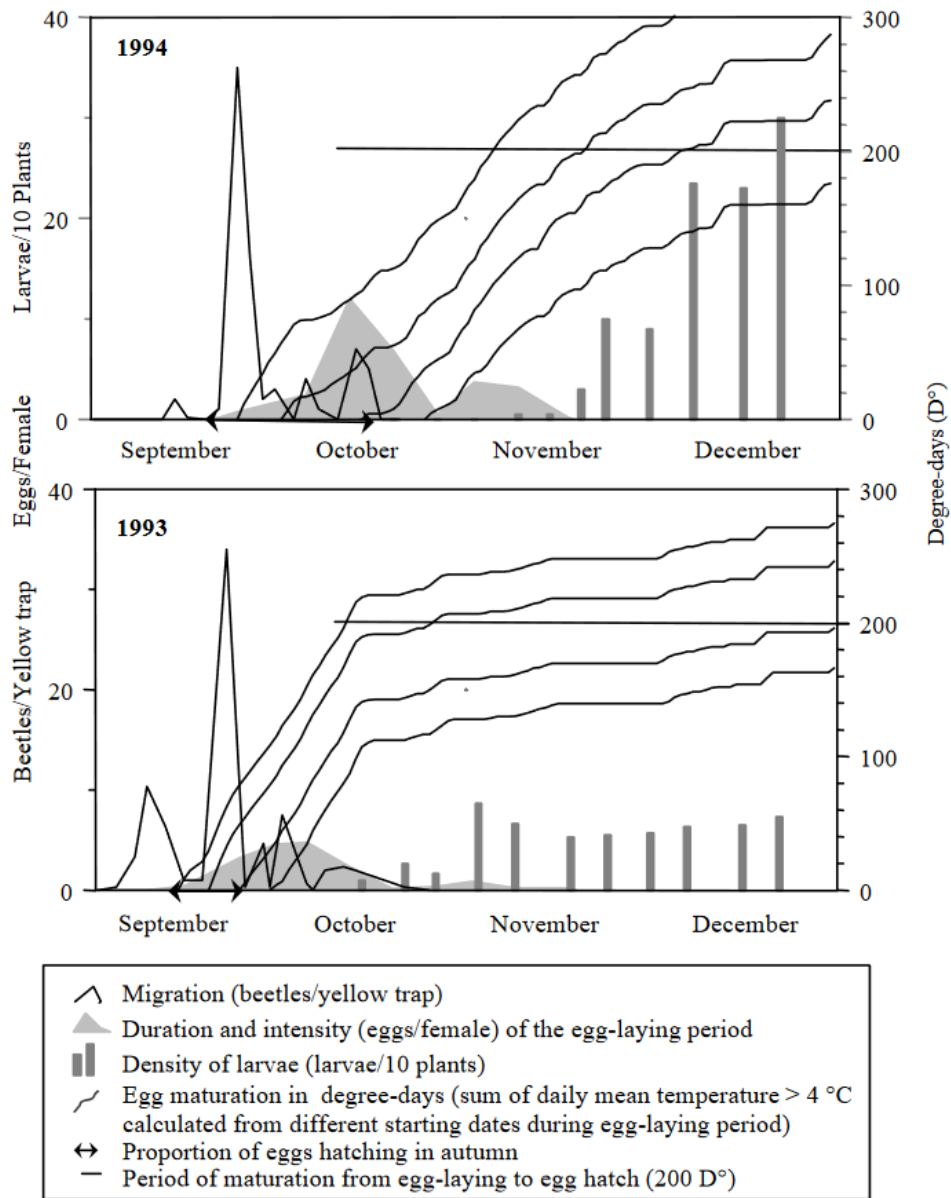 40
300
1994
200
20
100
0
0
September
October
November
December
Larvae/10 Plants
Eggs/Female
Beetles/Yellow trap
Degree-days (D°)
40
300
1993
200
20
100
0
0
September
October
November
December
Migration (beetles/yellow trap)
Duration and intensity (eggs/female) of the egg-laying period
Density of larvae (larvae/10 plants)
Egg maturation in degree-days (sum of daily mean temperature > 4 °C
calculated from different starting dates during egg-laying period)
Proportion of eggs hatching in autumn
Period of maturation from egg-laying to egg hatch (200 D°)